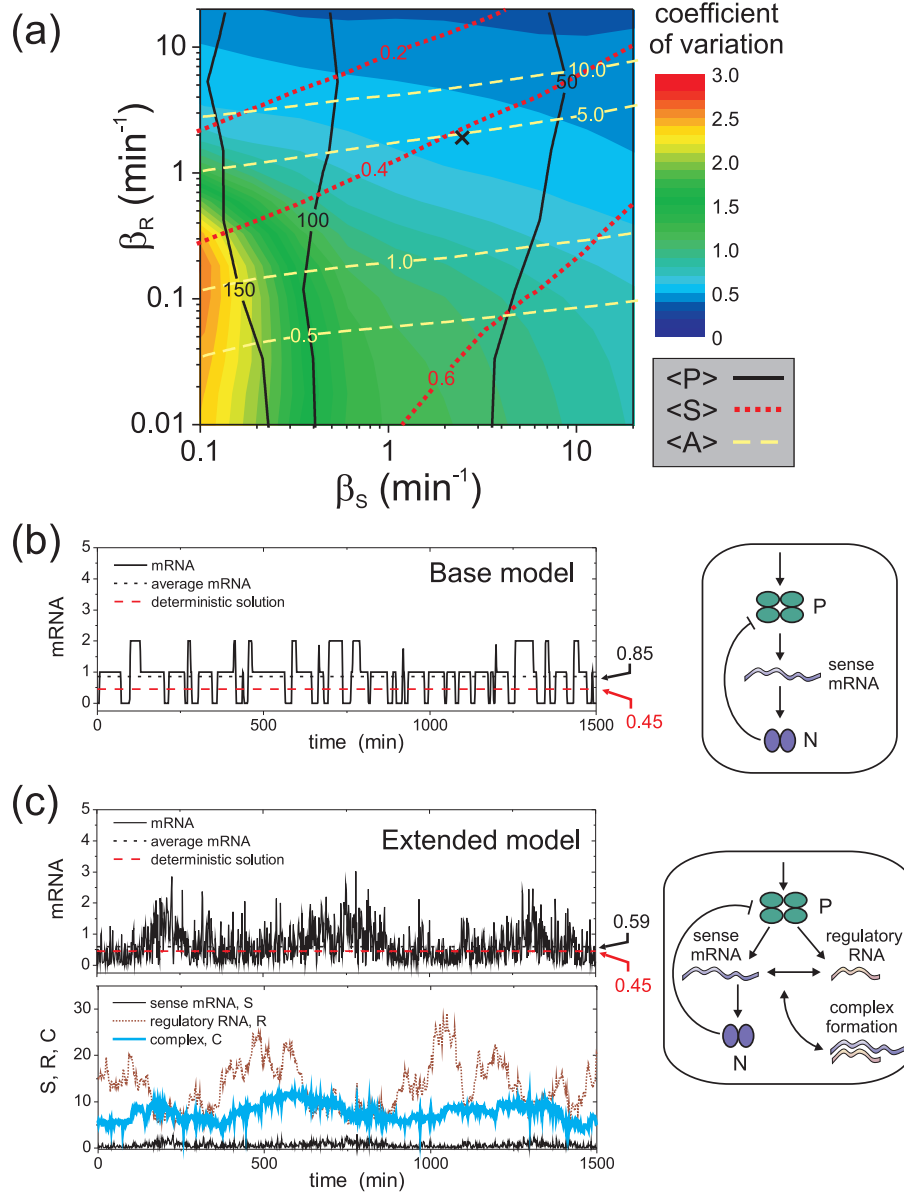 (a)
coefficient
of variation
10
1
0.1
0.01
β_R (min⁻¹)
0.2
10.0
50
-5.0
0.4
100
1.0
150
-0.5
0.6
0.1
1
10
β_S (min⁻¹)
3.0
2.5
2.0
1.5
1.0
0.5
0
<P>
<S>
<A>
(b)
Base model
mRNA
average mRNA
deterministic solution
mRNA
5
4
3
2
1
0
0
500
1000
1500
time (min)
0.85
0.45
P
sense
mRNA
N
(c)
Extended model
mRNA
average mRNA
deterministic solution
mRNA
5
4
3
2
1
0
0.59
0.45
sense mRNA, S
regulatory RNA, R
complex, C
S, R, C
30
20
10
0
0
500
1000
1500
time (min)
P
sense
mRNA
regulatory
RNA
complex
formation
N